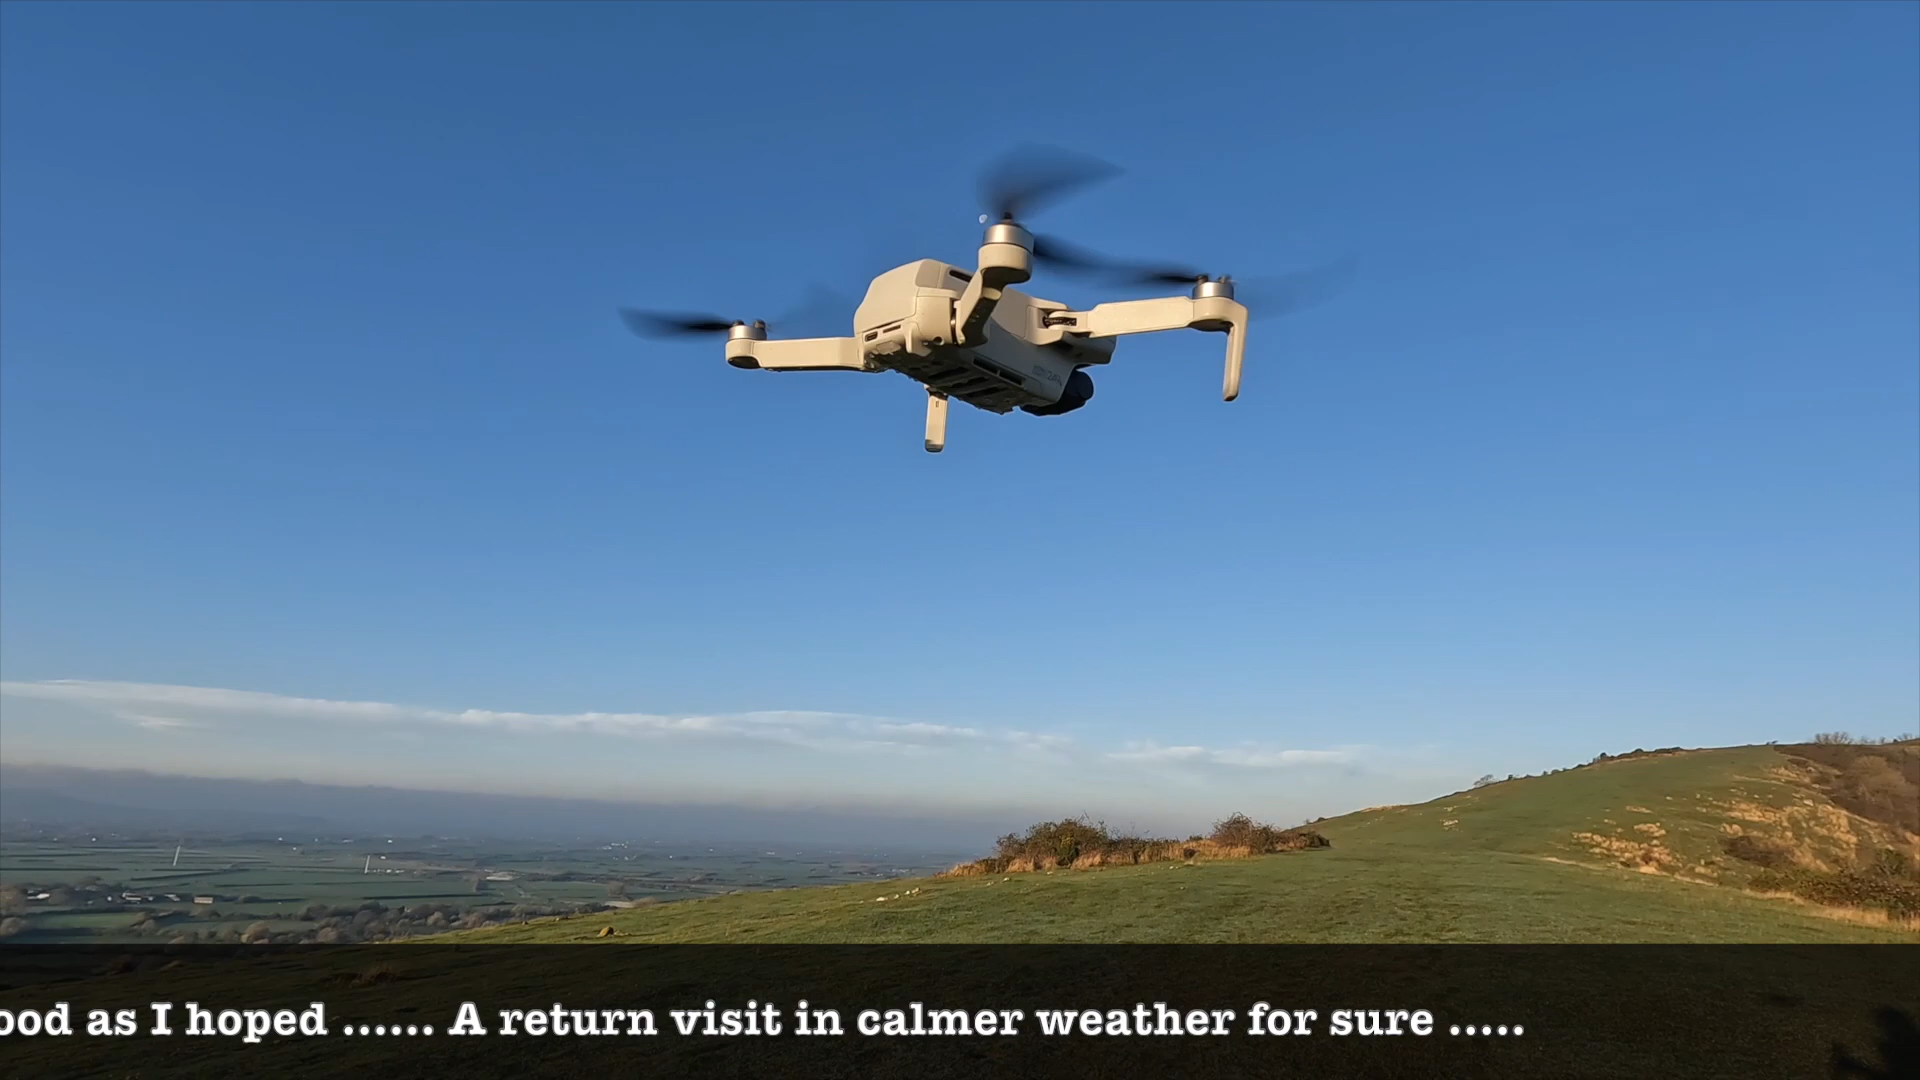 ood as I hoped ...... A return visit in calmer weather for sure .....